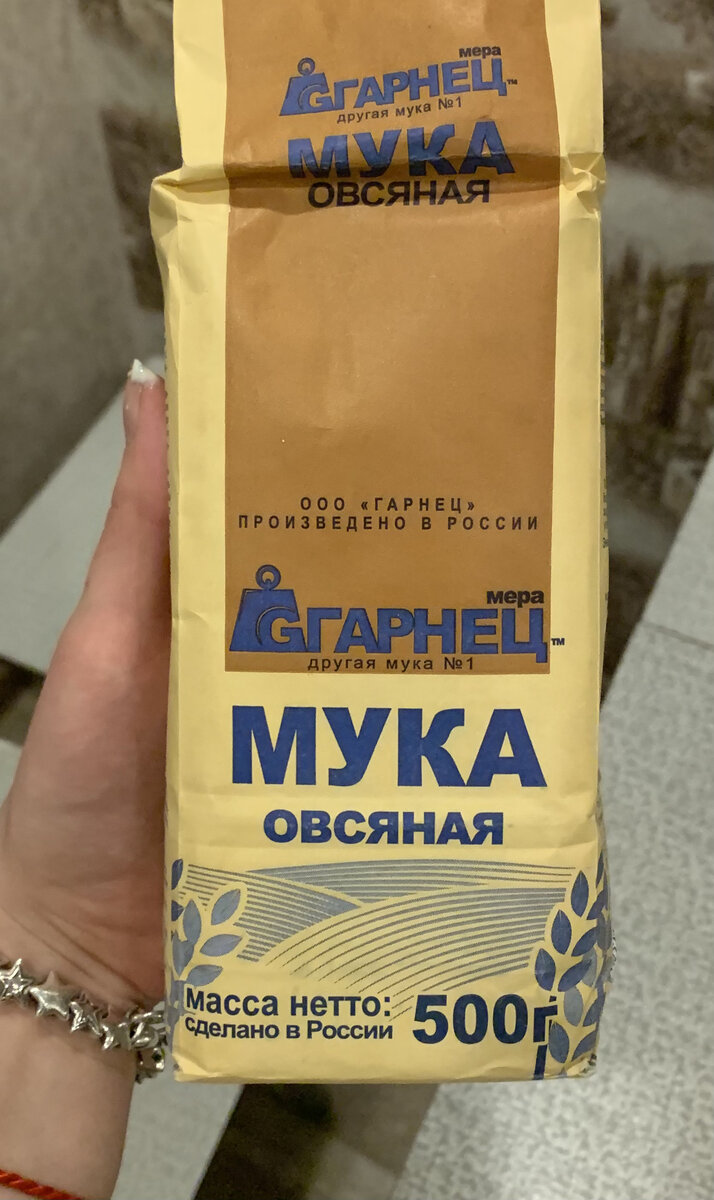 мера
ГАРНЕЦ™
другая мука №1
МУКА
ОВСЯНАЯ
ООО «ГАРНЕЦ»
ПРОИЗВЕДЕНО В РОССИИ
мера
ГАРНЕЦ™
другая мука №1
МУКА
ОВСЯНАЯ
масса нетто: 500г
сделано в России